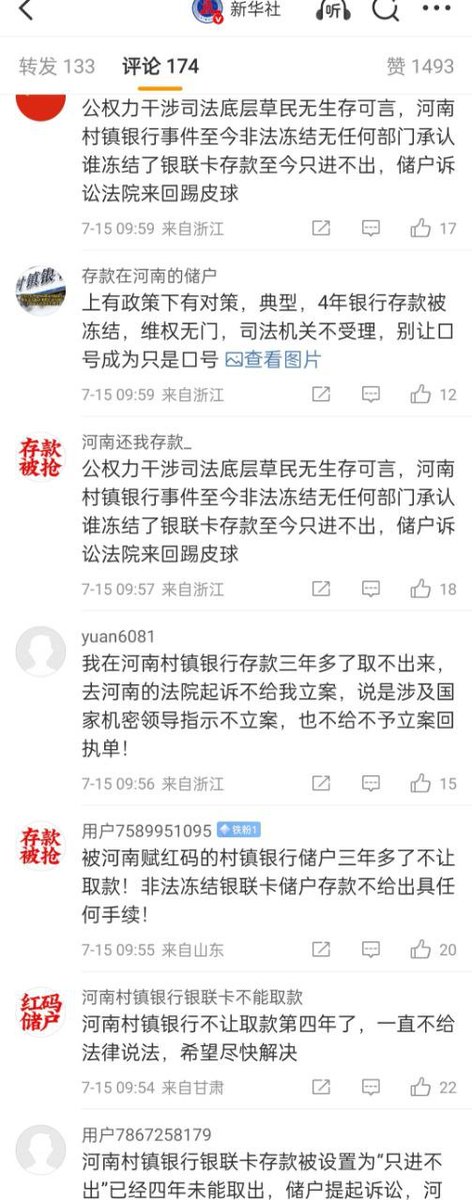 新华社
听
转发 133
评论 174
赞 1493
公权力干涉司法底层草民无生存可言，河南
村镇银行事件至今非法冻结无任何部门承认
谁冻结了银联卡存款至今只进不出，储户诉
讼法院来回踢皮球
7-15 09:59 来自浙江
17
存款在河南的储户
上有政策下有对策，典型，4年银行存款被
冻结，维权无门，司法机关不受理，别让口
号成为只是口号 查看图片
7-15 09:59 来自浙江
12
存款
被抢
河南还我存款_
公权力干涉司法底层草民无生存可言，河南
村镇银行事件至今非法冻结无任何部门承认
谁冻结了银联卡存款至今只进不出，储户诉
讼法院来回踢皮球
7-15 09:57 来自浙江
18
yuan6081
我在河南村镇银行存款三年多了取不出来，
去河南的法院起诉不给我立案，说是涉及国
家机密领导指示不立案，也不给不予立案回
执单！
7-15 09:56 来自浙江
15
存款
被抢
用户7589951095 铁粉1
被河南赋红码的村镇银行储户三年多了不让
取款！非法冻结银联卡储户存款不给出具任
何手续！
7-15 09:55 来自山东
20
红码
储户
河南村镇银行银联卡不能取款
河南村镇银行不让取款第四年了，一直不给
法律说法，希望尽快解决
7-15 09:54 来自甘肃
22
用户7867258179
河南村镇银行银联卡存款被设置为“只进不
出”已经四年未能取出，储户提起诉讼，河